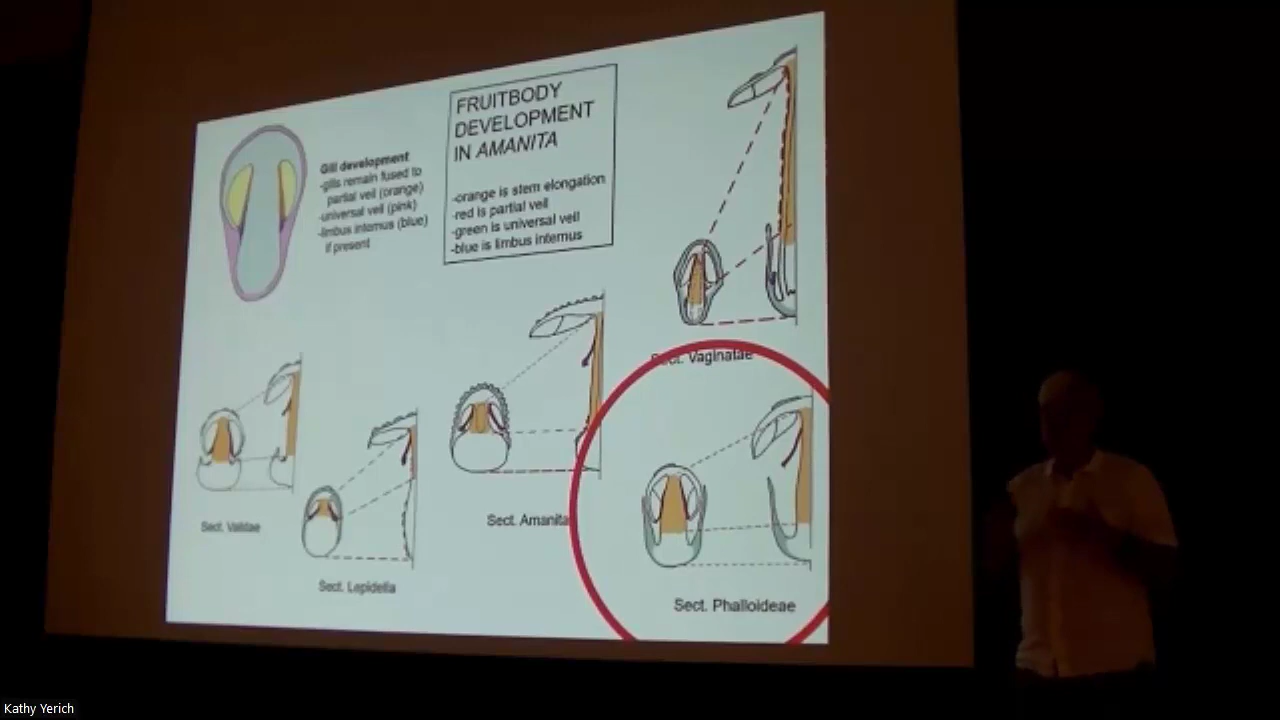 FRUITBODY
DEVELOPMENT
IN AMANITA
-orange is stem elongation
-red is partial veil
-green is universal veil
-blue is limbus internus
Gill development
-gills remain fused to
partial veil (orange)
-universal veil (pink)
-limbus internus (blue)
if present
Sect. Vaginatae
Sect. Validae
Sect. Lepidella
Sect. Amanita
Sect. Phalloideae
Kathy Yerich